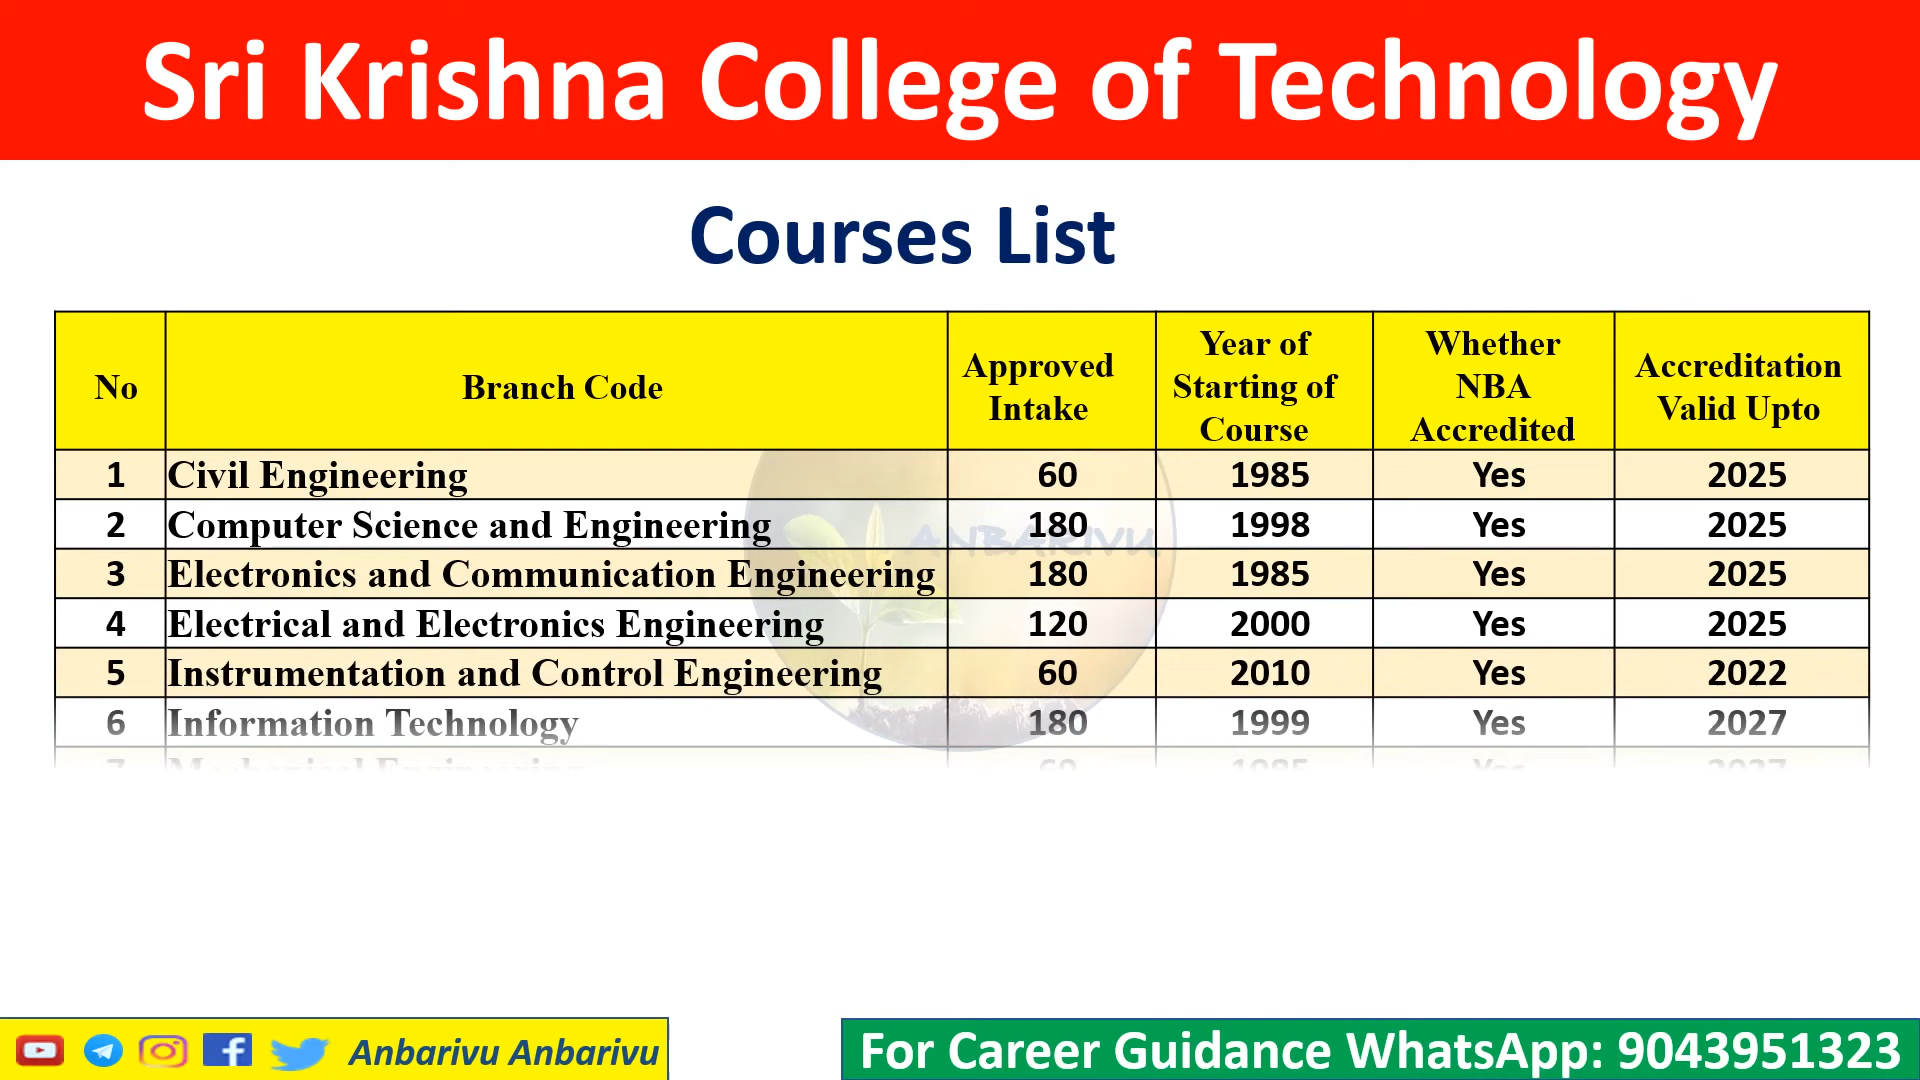 Sri Krishna College of Technology
Courses List
No Branch Code Approved Intake Year of Starting of Course Whether NBA Accredited Accreditation Valid Upto
1 Civil Engineering 60 1985 Yes 2025
2 Computer Science and Engineering 180 1998 Yes 2025
3 Electronics and Communication Engineering 180 1985 Yes 2025
4 Electrical and Electronics Engineering 120 2000 Yes 2025
5 Instrumentation and Control Engineering 60 2010 Yes 2022
6 Information Technology 180 1999 Yes 2027
ANBARIVU
Anbarivu Anbarivu
For Career Guidance WhatsApp: 9043951323